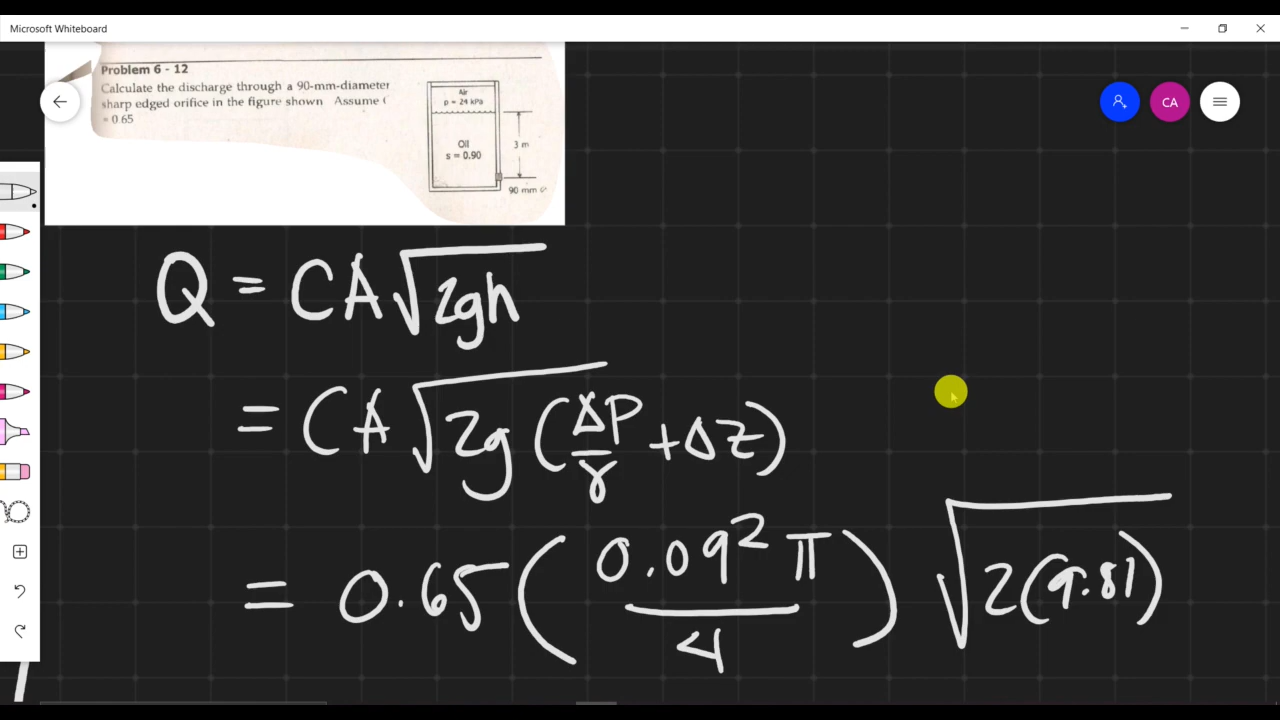 Microsoft Whiteboard
Problem 6 - 12
Calculate the discharge through a 90-mm-diameter
sharp edged orifice in the figure shown Assume
= 0.65
Air
p = 24 kPa
Oil
s = 0.90
3 m
90 mm
CA
Q = CA√2gh
= CA√2g(ΔP/γ + ΔZ)
= 0.65(0.09²π/4)√2(9.81)